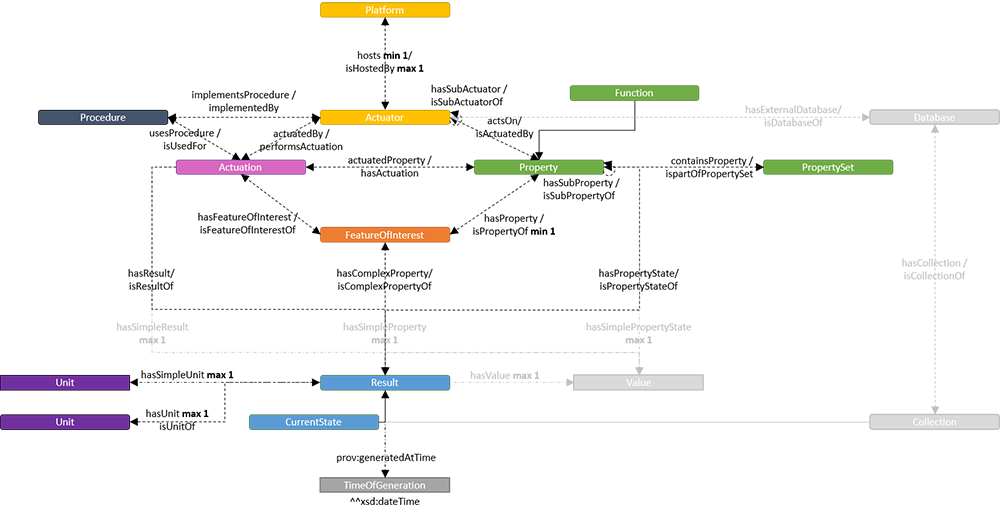 Platform
hosts min 1/
isHostedBy max 1
hasSubActuator /
isSubActuatorOf
Function
implementsProcedure /
implementedBy
hasExternalDatabase/
isDatabaseOf
Procedure
Actuator
Database
usesProcedure /
isUsedFor
actuatedBy /
performsActuation
actsOn/
isActuatedBy
Actuation
actuatedProperty /
hasActuation
Property
containsProperty /
ispartOfPropertySet
PropertySet
hasSubProperty /
isSubPropertyOf
hasFeatureOfInterest /
isFeatureOfInterestOf
hasProperty /
isPropertyOf min 1
FeatureOfInterest
hasCollection /
isCollectionOf
hasResult/
isResultOf
hasComplexProperty/
isComplexPropertyOf
hasPropertyState/
isPropertyStateOf
hasSimpleResult
max 1
hasSimpleProperty
max 1
hasSimplePropertyState
max 1
Unit
hasSimpleUnit max 1
Result
hasValue max 1
Value
Unit
hasUnit max 1
isUnitOf
CurrentState
Collection
prov:generatedAtTime
TimeOfGeneration
^^xsd:dateTime